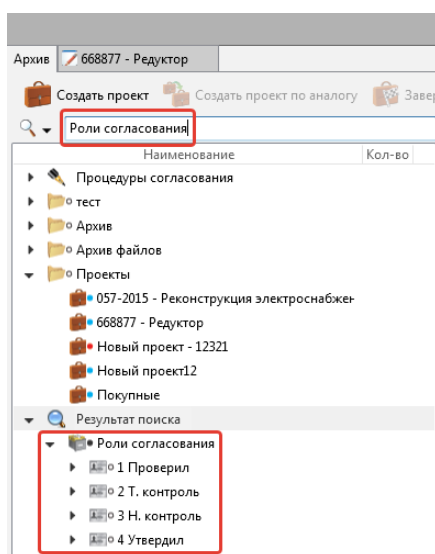 Архив 668877 - Редуктор
Создать проект Создать проект по аналогу
Роли согласования
Наименование Кол-во
Процедуры согласования
тест
Архив
Архив файлов
Проекты
057-2015 - Реконструкция
668877 - Редуктор
Новый проект - 12321
Новый проект12
Покупные
Результат поиска
Роли согласования
1 Проверил
2 Т. контроль
3 Н. контроль
4 Утвердил